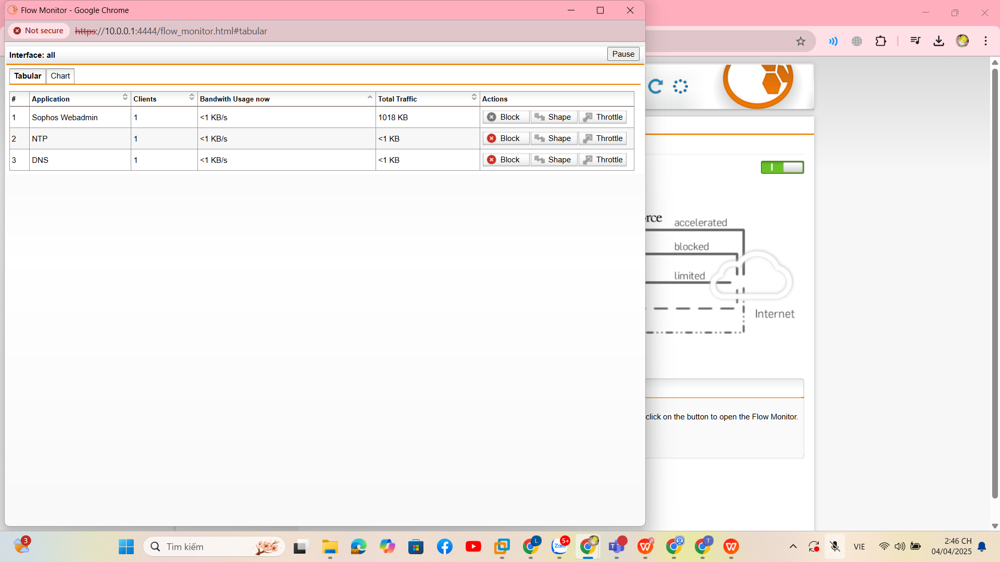 Flow Monitor - Google Chrome
Not secure
https://10.0.0.1:4444/flow_monitor.html#tabular
Interface: all
Pause
Tabular
Chart
# Application Clients Bandwith Usage now Total Traffic Actions
1 Sophos Webadmin 1 <1 KB/s 1018 KB Block Shape Throttle
2 NTP 1 <1 KB/s <1 KB Block Shape Throttle
3 DNS 1 <1 KB/s <1 KB Block Shape Throttle
rce
accelerated
blocked
limited
Internet
click on the button to open the Flow Monitor.
3
Tìm kiếm
L
Zalo
5+
T
T
VIE
2:46 CH
04/04/2025